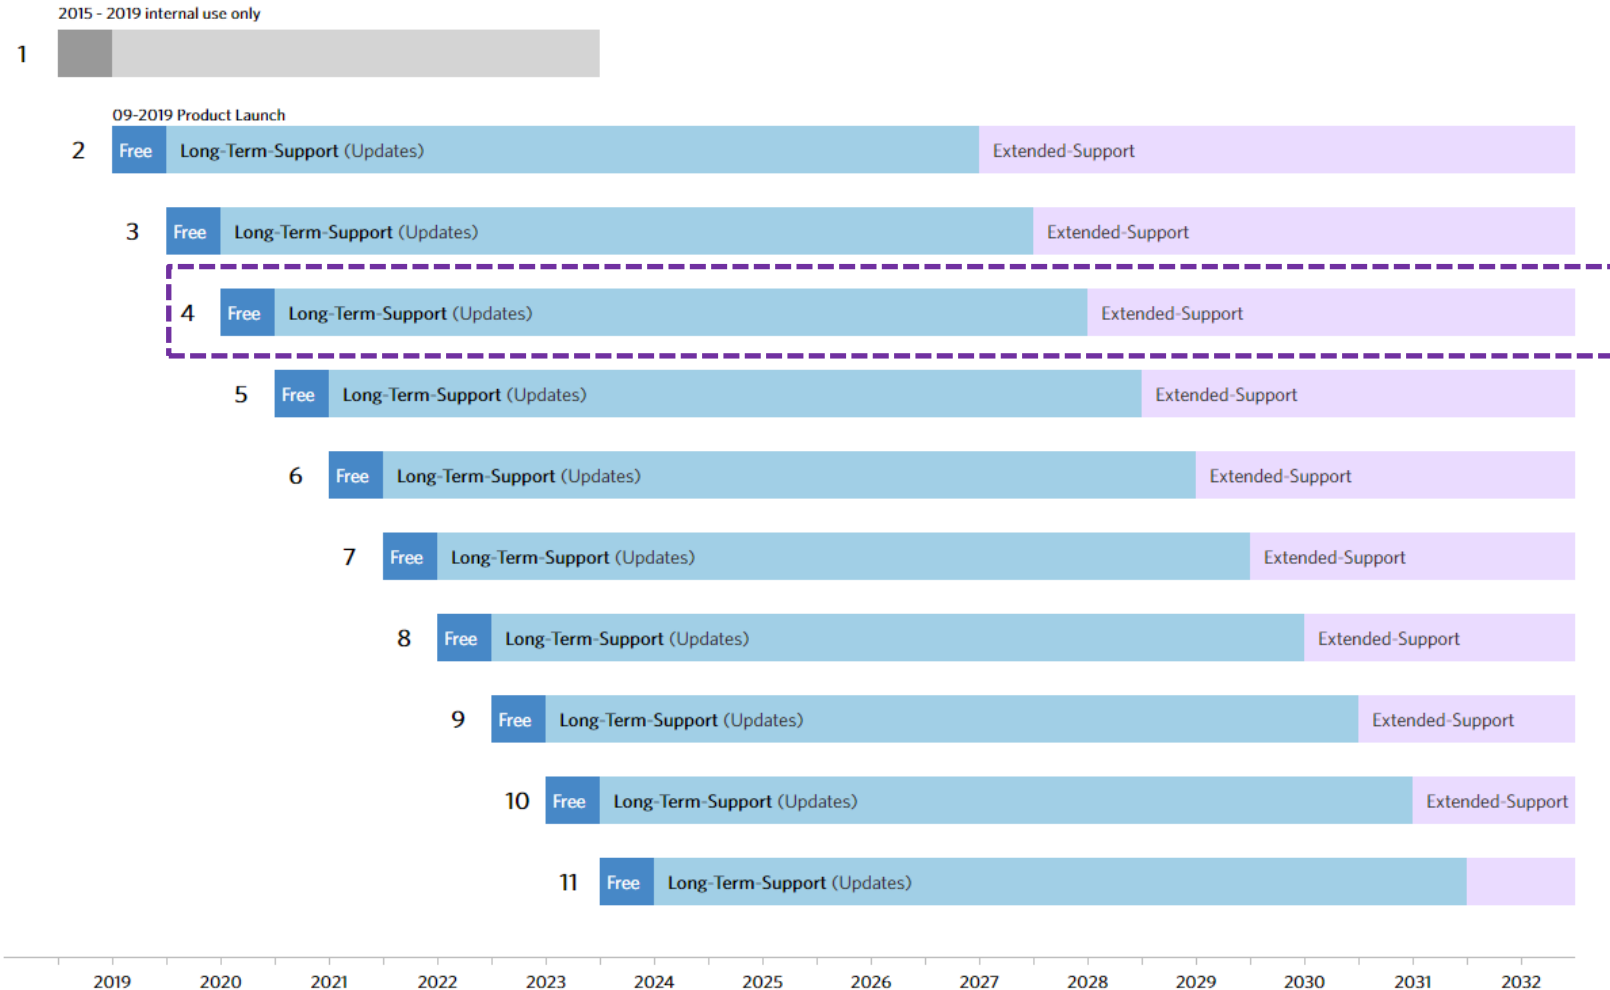 2015 - 2019 internal use only
1
09-2019 Product Launch
2 Free Long-Term-Support (Updates) Extended-Support
3 Free Long-Term-Support (Updates) Extended-Support
4 Free Long-Term-Support (Updates) Extended-Support
5 Free Long-Term-Support (Updates) Extended-Support
6 Free Long-Term-Support (Updates) Extended-Support
7 Free Long-Term-Support (Updates) Extended-Support
8 Free Long-Term-Support (Updates) Extended-Support
9 Free Long-Term-Support (Updates) Extended-Support
10 Free Long-Term-Support (Updates) Extended-Support
11 Free Long-Term-Support (Updates)
2019 2020 2021 2022 2023 2024 2025 2026 2027 2028 2029 2030 2031 2032